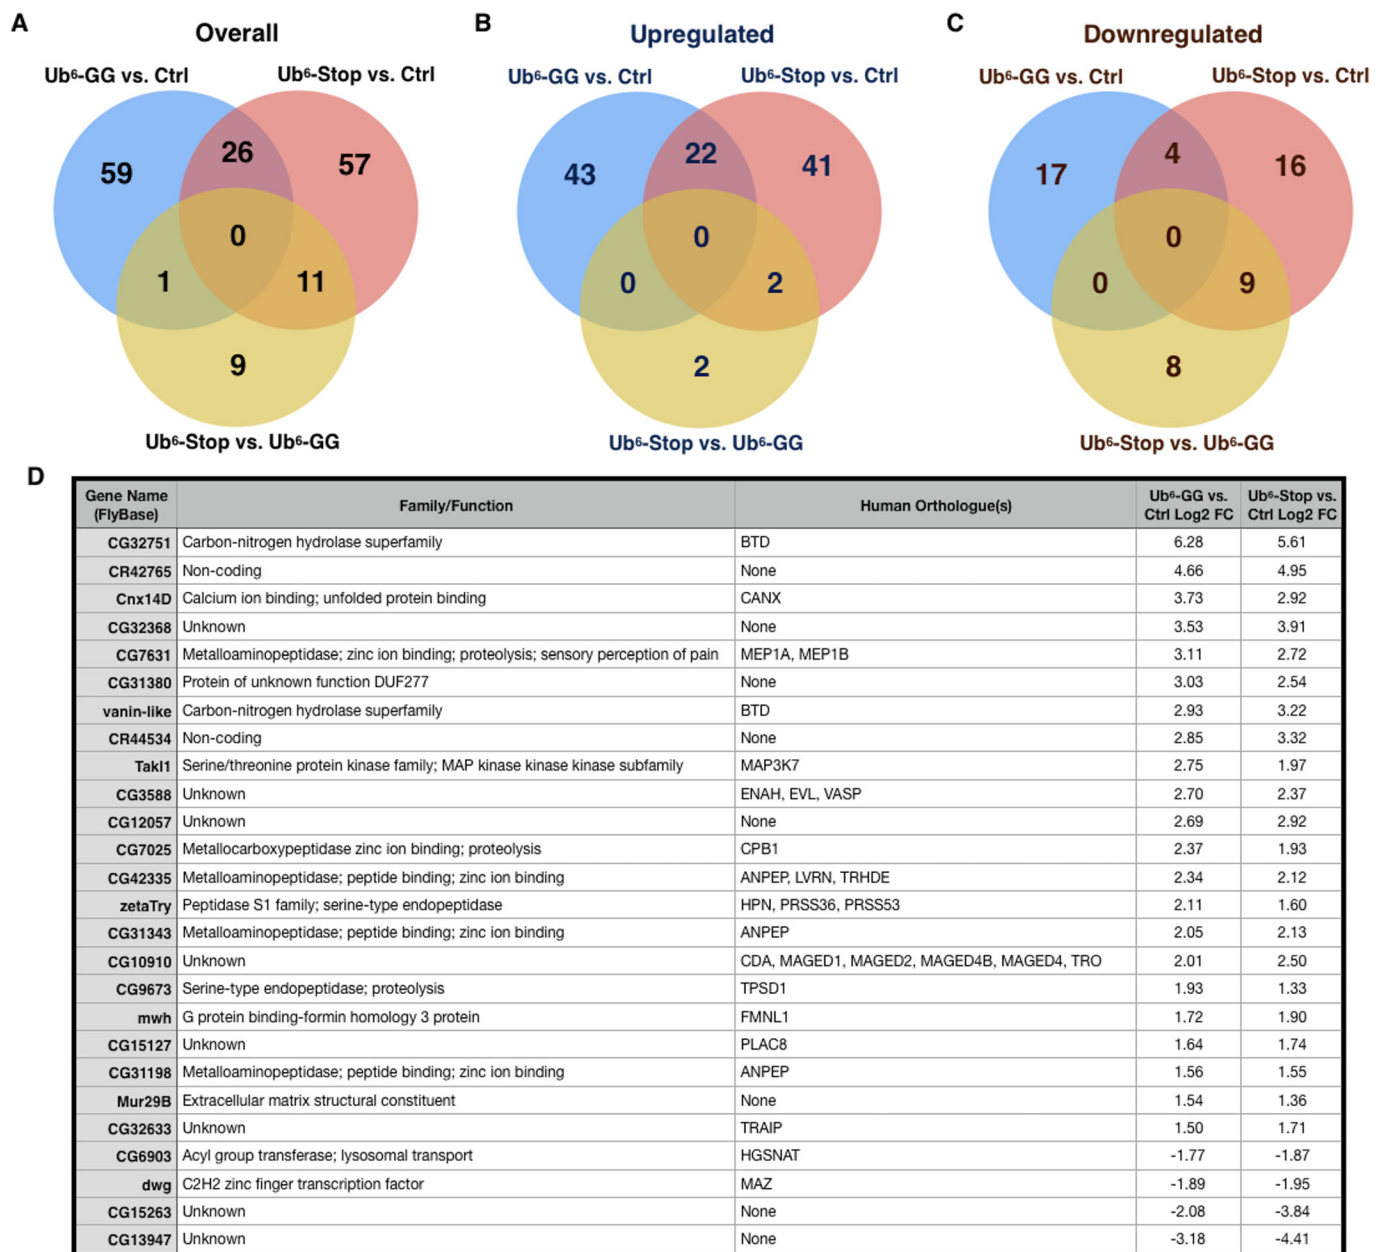 A
Overall
Ub6-GG vs. Ctrl
Ub6-Stop vs. Ctrl
59
26
57
0
1
11
9
Ub6-Stop vs. Ub6-GG
B
Upregulated
Ub6-GG vs. Ctrl
Ub6-Stop vs. Ctrl
43
22
41
0
0
2
2
Ub6-Stop vs. Ub6-GG
C
Downregulated
Ub6-GG vs. Ctrl
Ub6-Stop vs. Ctrl
17
4
16
0
0
9
8
Ub6-Stop vs. Ub6-GG
D
Gene Name (FlyBase) Family/Function Human Orthologue(s) Ub6-GG vs. Ctrl Log2 FC Ub6-Stop vs. Ctrl Log2 FC
CG32751 Carbon-nitrogen hydrolase superfamily BTD 6.28 5.61
CR42765 Non-coding None 4.66 4.95
Cnx14D Calcium ion binding; unfolded protein binding CANX 3.73 2.92
CG32368 Unknown None 3.53 3.91
CG7631 Metalloaminopeptidase; zinc ion binding; proteolysis; sensory perception of pain MEP1A, MEP1B 3.11 2.72
CG31380 Protein of unknown function DUF277 None 3.03 2.54
vanin-like Carbon-nitrogen hydrolase superfamily BTD 2.93 3.22
CR44534 Non-coding None 2.85 3.32
Takl1 Serine/threonine protein kinase family; MAP kinase kinase kinase subfamily MAP3K7 2.75 1.97
CG3588 Unknown ENAH, EVL, VASP 2.70 2.37
CG12057 Unknown None 2.69 2.92
CG7025 Metallocarboxypeptidase zinc ion binding; proteolysis CPB1 2.37 1.93
CG42335 Metalloaminopeptidase; peptide binding; zinc ion binding ANPEP, LVRN, TRHDE 2.34 2.12
zetaTry Peptidase S1 family; serine-type endopeptidase HPN, PRSS36, PRSS53 2.11 1.60
CG31343 Metalloaminopeptidase; peptide binding; zinc ion binding ANPEP 2.05 2.13
CG10910 Unknown CDA, MAGED1, MAGED2, MAGED4B, MAGED4, TRO 2.01 2.50
CG9673 Serine-type endopeptidase; proteolysis TPSD1 1.93 1.33
mwh G protein binding-formin homology 3 protein FMNL1 1.72 1.90
CG15127 Unknown PLAC8 1.64 1.74
CG31198 Metalloaminopeptidase; peptide binding; zinc ion binding ANPEP 1.56 1.55
Mur29B Extracellular matrix structural constituent None 1.54 1.36
CG32633 Unknown TRAIP 1.50 1.71
CG6903 Acyl group transferase; lysosomal transport HGSNAT -1.77 -1.87
dwg C2H2 zinc finger transcription factor MAZ -1.89 -1.95
CG15263 Unknown None -2.08 -3.84
CG13947 Unknown None -3.18 -4.41